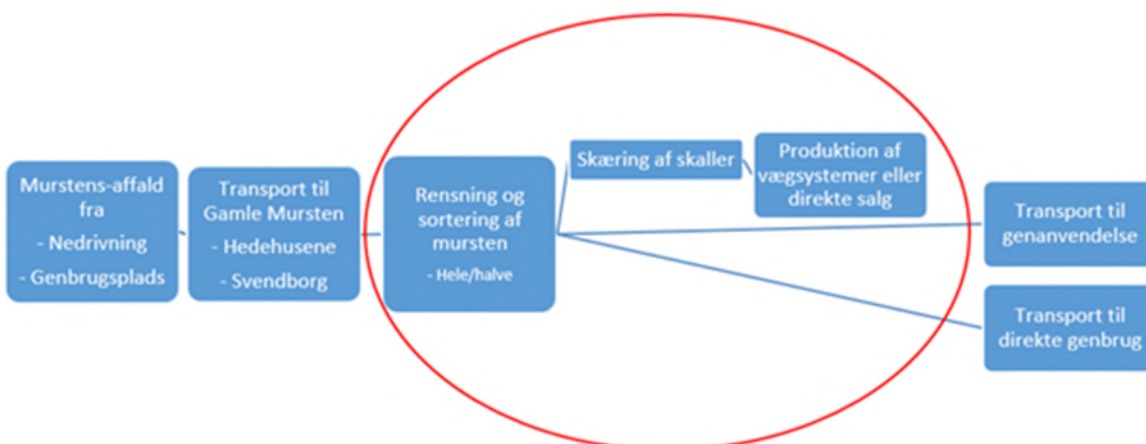 Murstens-affald
fra
- Nedrivning
- Genbrugsplads
Transport til
Gamle Mursten
- Hedehusene
- Svendborg
Rensning og
sortering af
mursten
- Hele/halve
Skæring af skaller
Produktion af
vægsystemer eller
direkte salg
Transport til
genanvendelse
Transport til
direkte genbrug